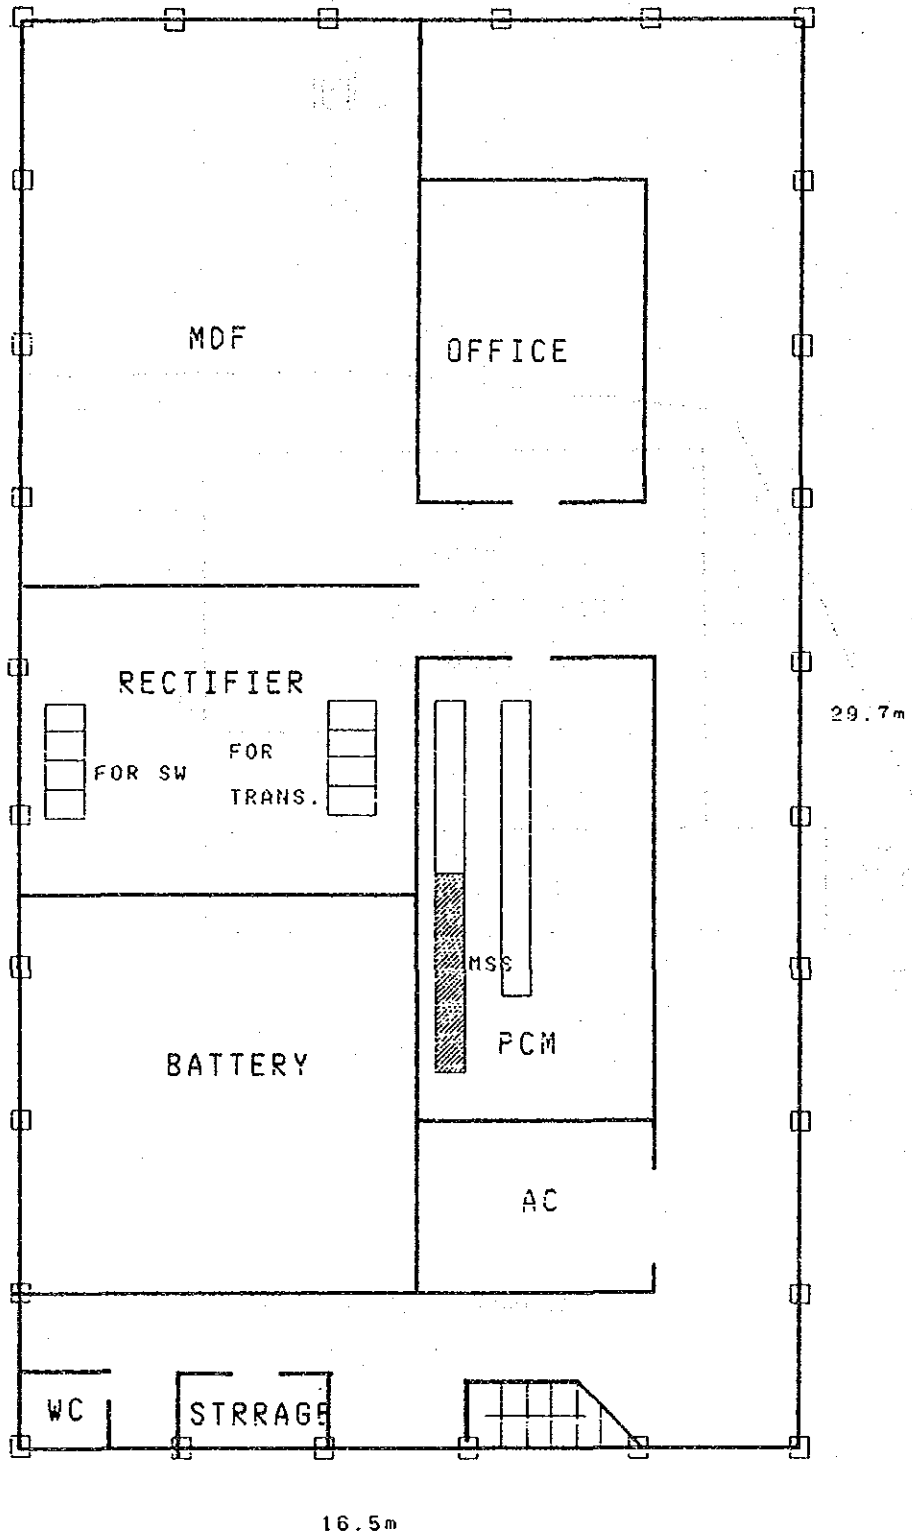 MDF
OFFICE
RECTIFIER
29.7m
FOR SW
FOR
TRANS.
MSS
PCM
BATTERY
AC
WC
STRRAGE
16.5m